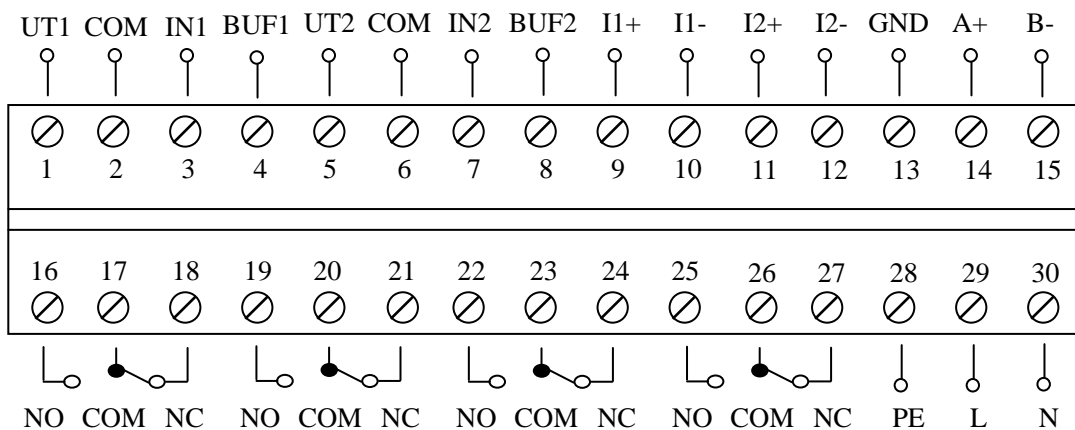 UT1 COM IN1 BUF1 UT2 COM IN2 BUF2 I1+ I1- I2+ I2- GND A+ B-
1 2 3 4 5 6 7 8 9 10 11 12 13 14 15
16 17 18 19 20 21 22 23 24 25 26 27 28 29 30
NO COM NC NO COM NC NO COM NC NO COM NC PE L N